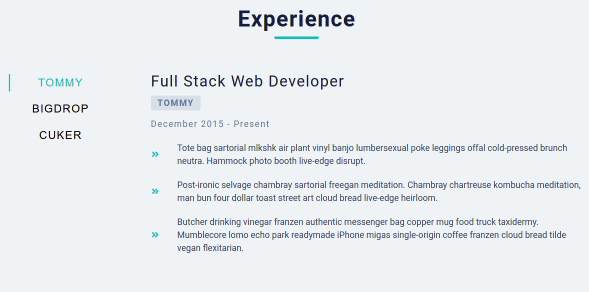 Experience
TOMMY
BIGDROP
CUKER
Full Stack Web Developer
TOMMY
December 2015 - Present
Tote bag sartorial mlkshk air plant vinyl banjo lumbersexual poke leggings offal cold-pressed brunch
neutra. Hammock photo booth live-edge disrupt.
Post-ironic selvage chambray sartorial freegan meditation. Chambray chartreuse kombucha meditation,
man bun four dollar toast street art cloud bread live-edge heirloom.
Butcher drinking vinegar franzen authentic messenger bag copper mug food truck taxidermy.
Mumblecore lomo echo park readymade iPhone migas single-origin coffee franzen cloud bread tilde
vegan flexitarian.